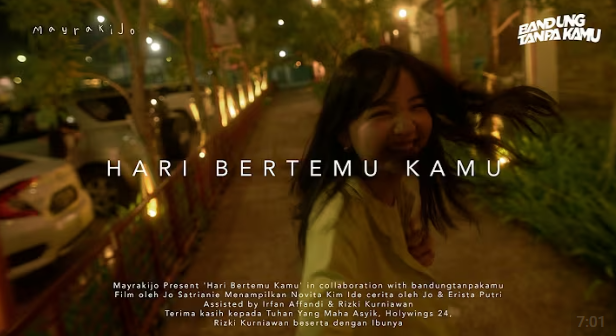 mayrakiJo
BANDUNG
TANPA KAMU
HARI BERTEMU KAMU
Mayrakijo Present 'Hari Bertemu Kamu' in collaboration with bandungtanpakamu
Film oleh Jo Satrianie Menampilkan Novita Kim Ide cerita oleh Jo & Erista Putri
Assisted by Irfan Affandi & Rizki Kurniawan
Terima kasih kepada Tuhan Yang Maha Asyik, Holywings 24,
Rizki Kurniawan beserta dengan Ibunya
7:01